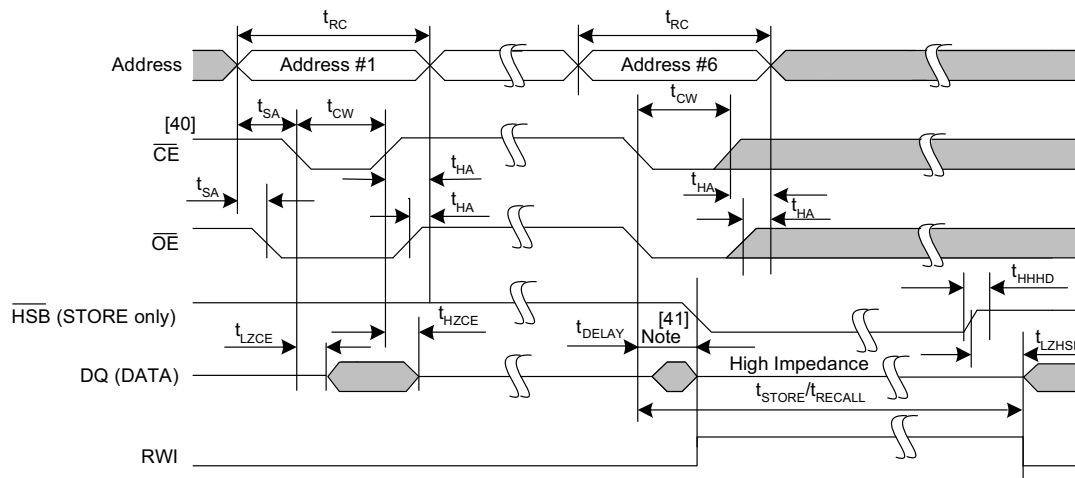 tRC tRC
Address Address #1 Address #6
tSA tCW tCW
[40]
CE
tHA
tSA tHA tHA
tHA
OE
tHHHD
HSB (STORE only)
tLZCE tHZCE tDELAY [41]
Note
tLZHS
DQ (DATA) High Impedance
tSTORE/tRECALL
RWI